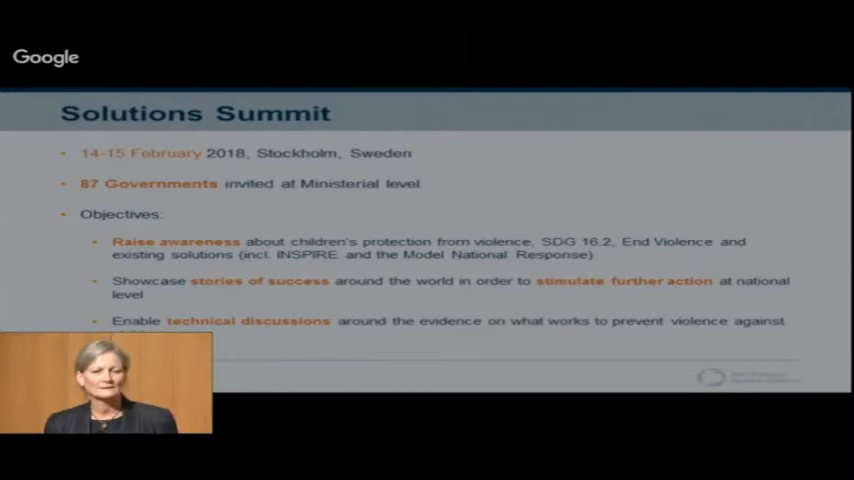 Google
Solutions Summit
14-15 February 2018, Stockholm, Sweden
87 Governments invited at Ministerial level
Objectives:
Raise awareness about children's protection from violence, SDG 16.2, End Violence and
existing solutions (incl. INSPIRE and the Model National Response)
Showcase stories of success around the world in order to stimulate further action at national
level
Enable technical discussions around the evidence on what works to prevent violence against